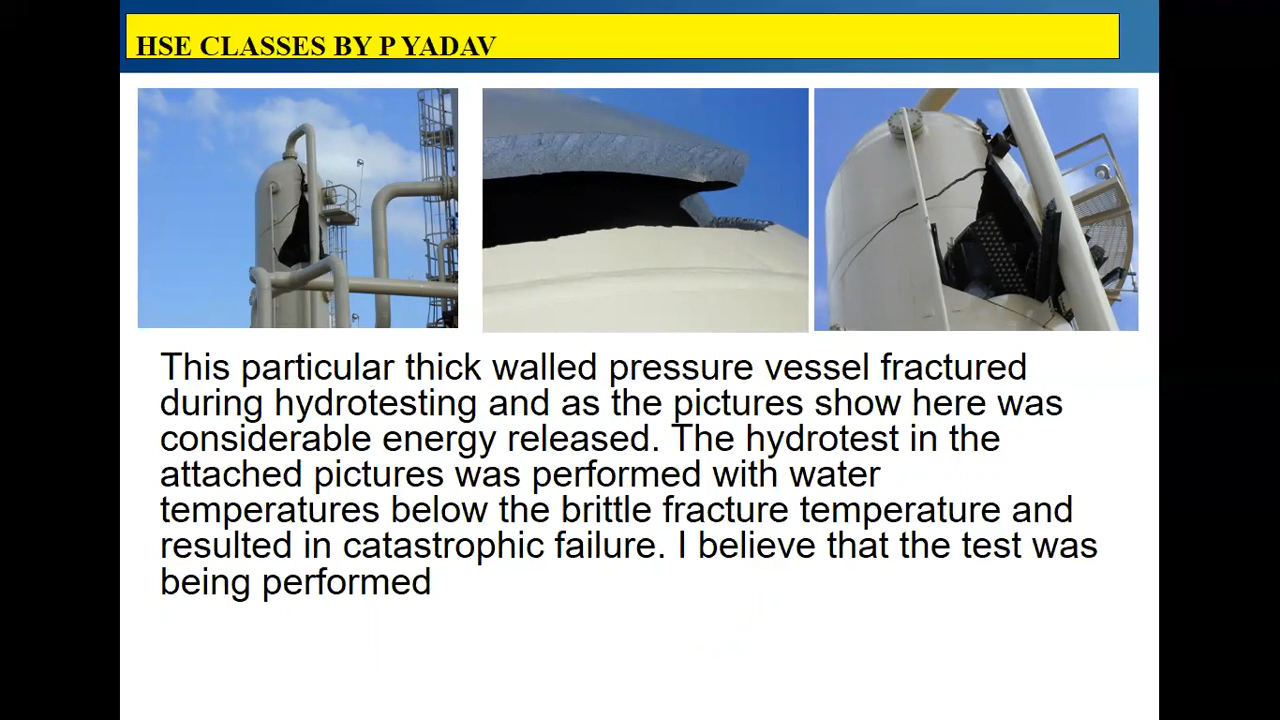 HSE CLASSES BY P YADAV
This particular thick walled pressure vessel fractured
during hydrotesting and as the pictures show here was
considerable energy released. The hydrotest in the
attached pictures was performed with water
temperatures below the brittle fracture temperature and
resulted in catastrophic failure. I believe that the test was
being performed